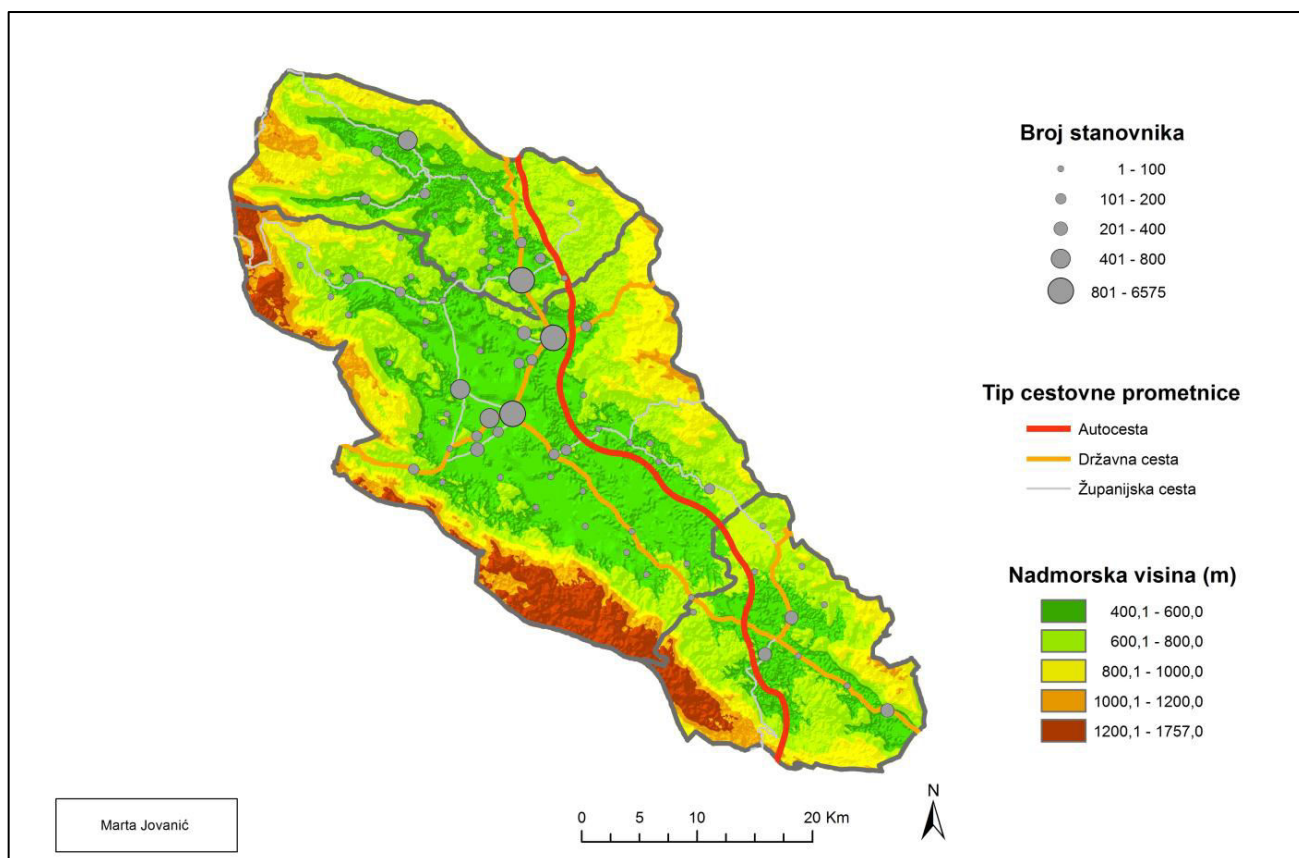 Broj stanovnika
1 - 100
101 - 200
201 - 400
401 - 800
801 - 6575
Tip cestovne prometnice
Autocesta
Državna cesta
Županijska cesta
Nadmorska visina (m)
400,1 - 600,0
600,1 - 800,0
800,1 - 1000,0
1000,1 - 1200,0
1200,1 - 1757,0
Marta Jovanić
0 5 10 20 Km
N